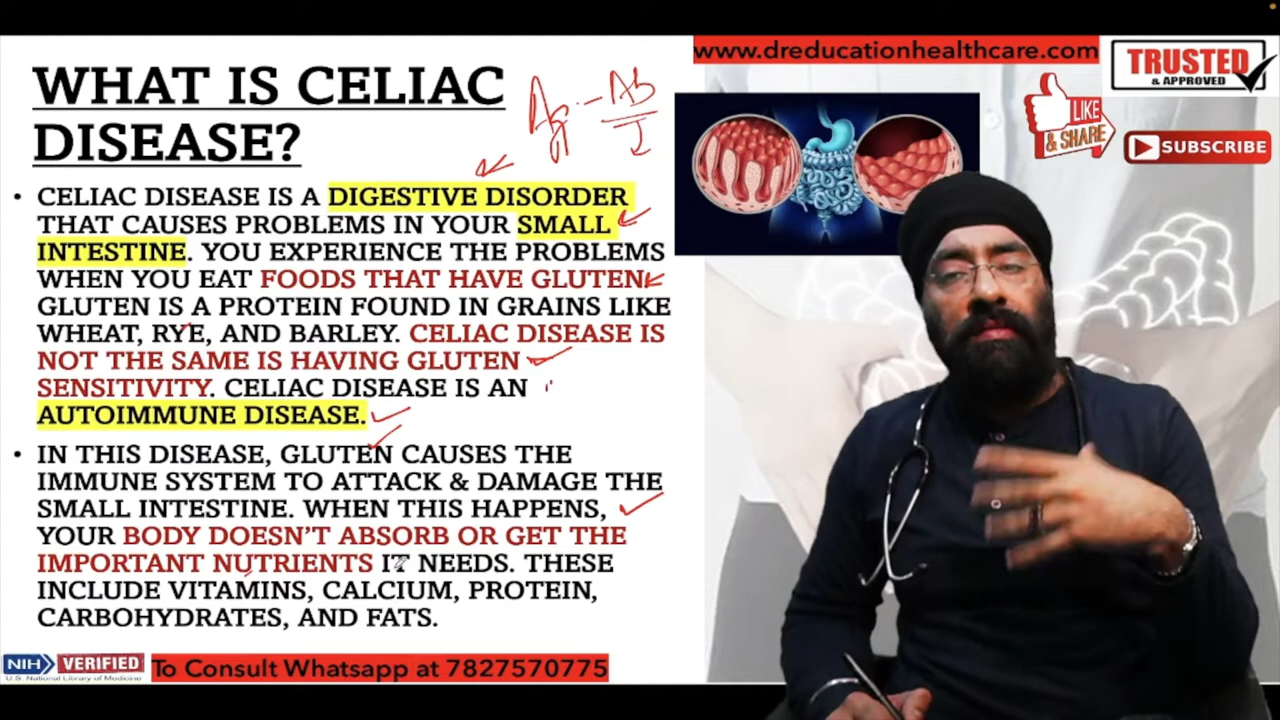 www.dreducationhealthcare.com
TRUSTED
& APPROVED
LIKE
& SHARE
SUBSCRIBE
WHAT IS CELIAC
DISEASE?
Ag - Ab
• CELIAC DISEASE IS A DIGESTIVE DISORDER
THAT CAUSES PROBLEMS IN YOUR SMALL
INTESTINE. YOU EXPERIENCE THE PROBLEMS
WHEN YOU EAT FOODS THAT HAVE GLUTEN
GLUTEN IS A PROTEIN FOUND IN GRAINS LIKE
WHEAT, RYE, AND BARLEY. CELIAC DISEASE IS
NOT THE SAME IS HAVING GLUTEN
SENSITIVITY. CELIAC DISEASE IS AN
AUTOIMMUNE DISEASE.
• IN THIS DISEASE, GLUTEN CAUSES THE
IMMUNE SYSTEM TO ATTACK & DAMAGE THE
SMALL INTESTINE. WHEN THIS HAPPENS,
YOUR BODY DOESN'T ABSORB OR GET THE
IMPORTANT NUTRIENTS IT NEEDS. THESE
INCLUDE VITAMINS, CALCIUM, PROTEIN,
CARBOHYDRATES, AND FATS.
NIH VERIFIED
U.S. National Library of Medicine
To Consult Whatsapp at 7827570775